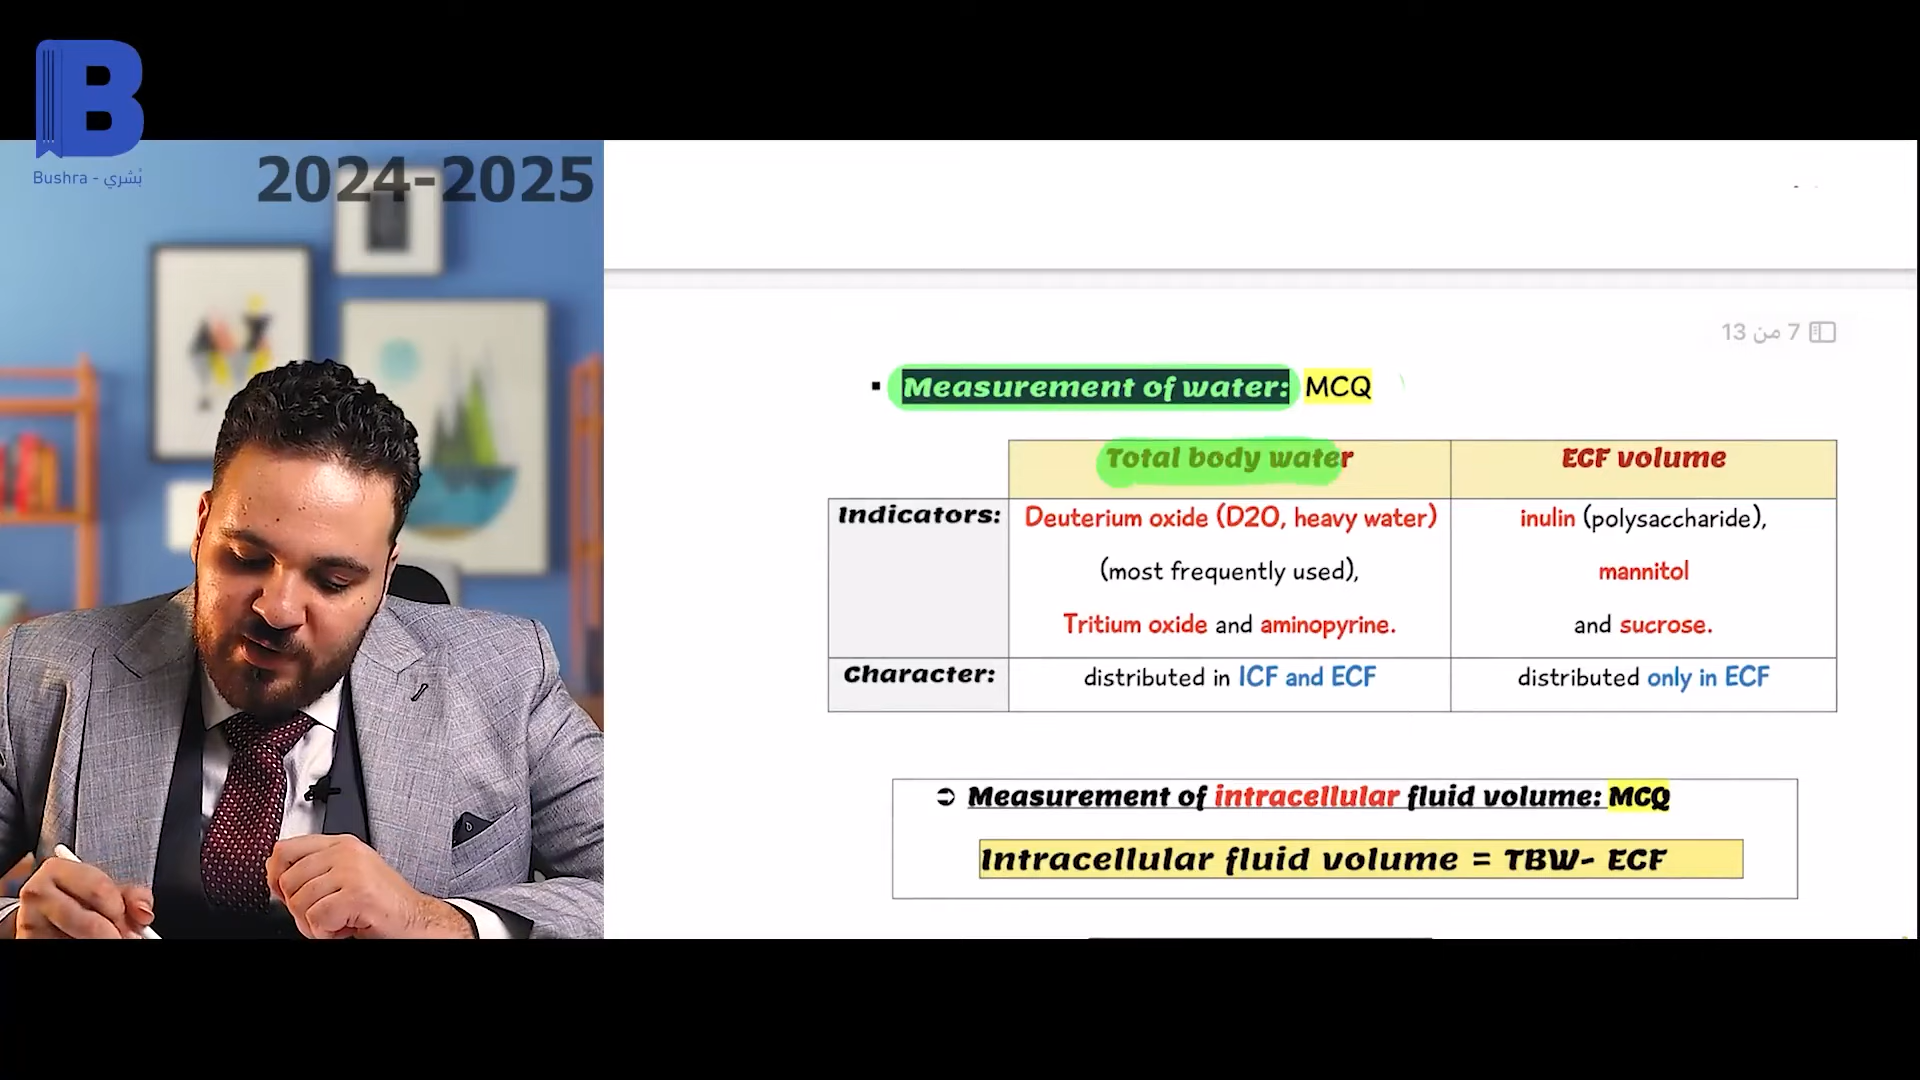 B
Bushra - بُشري
2024-2025
7 من 13
▪ Measurement of water: MCQ
Total body water
ECF volume
Indicators:
Deuterium oxide (D2O, heavy water)
(most frequently used),
Tritium oxide and aminopyrine.
inulin (polysaccharide),
mannitol
and sucrose.
Character:
distributed in ICF and ECF
distributed only in ECF
➲ Measurement of intracellular fluid volume: MCQ
Intracellular fluid volume = TBW- ECF